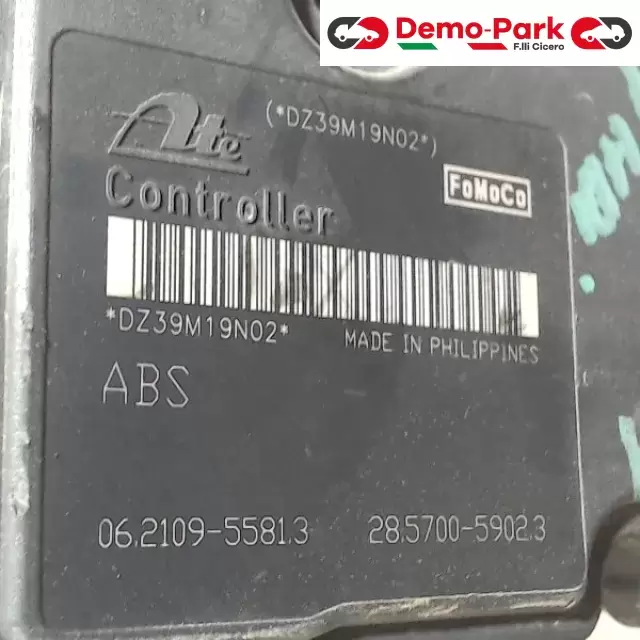 Demo-Park
F.lli Cicero
(*DZ39M19N02*)
Ate
Controller
FoMoCo
*DZ39M19N02*
MADE IN PHILIPPINES
ABS
06.2109-5581.3
28.5700-5902.3